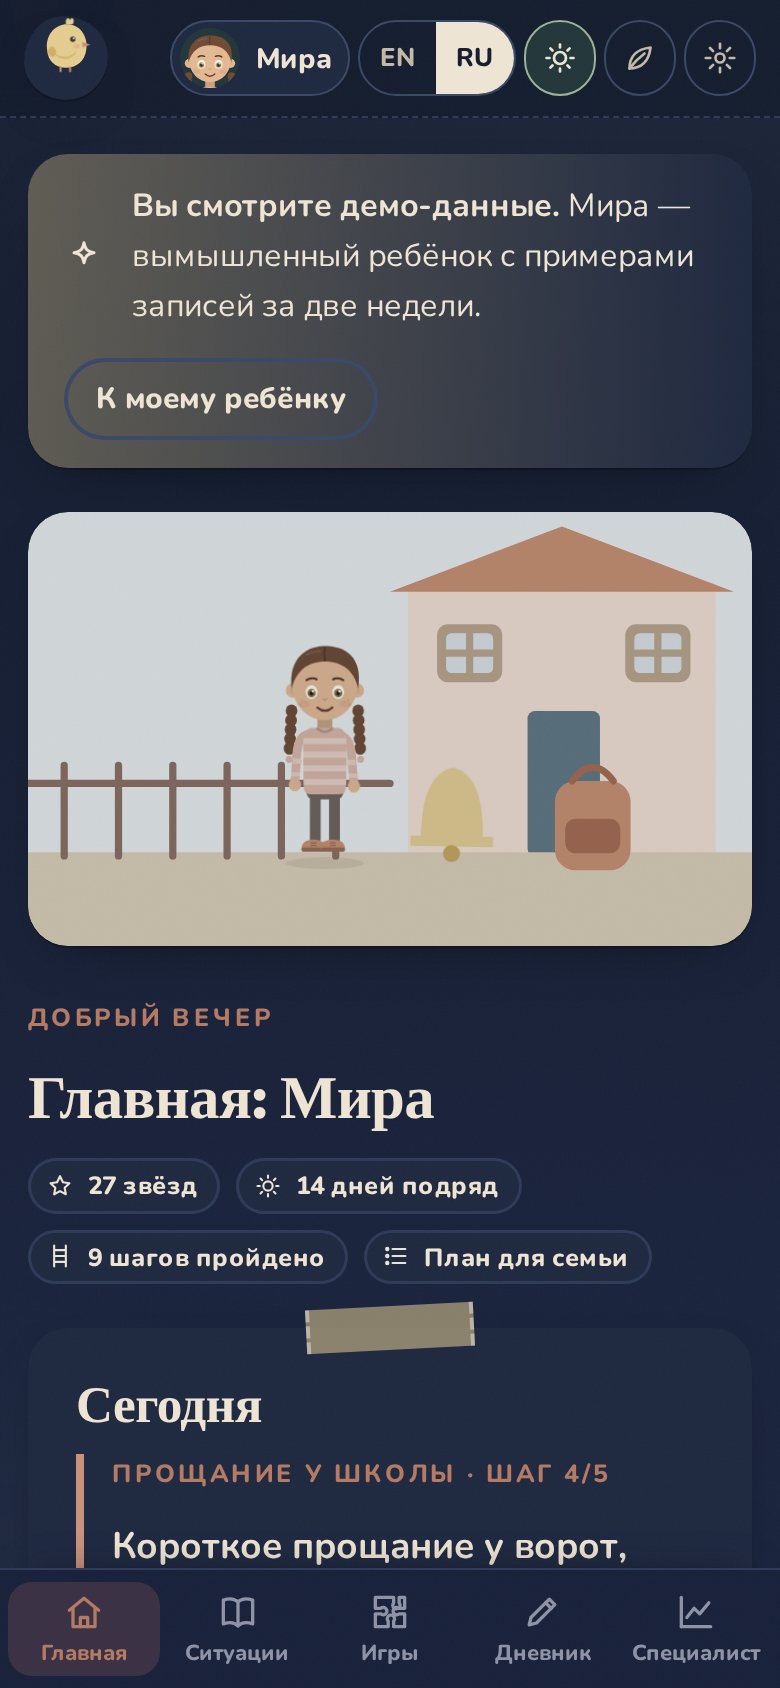 Мира
EN
RU
Вы смотрите демо-данные. Мира —
вымышленный ребёнок с примерами
записей за две недели.
К моему ребёнку
ДОБРЫЙ ВЕЧЕР
Главная: Мира
27 звёзд
14 дней подряд
9 шагов пройдено
План для семьи
Сегодня
ПРОЩАНИЕ У ШКОЛЫ · ШАГ 4/5
Короткое прощание у ворот,
Главная
Ситуации
Игры
Дневник
Специалист